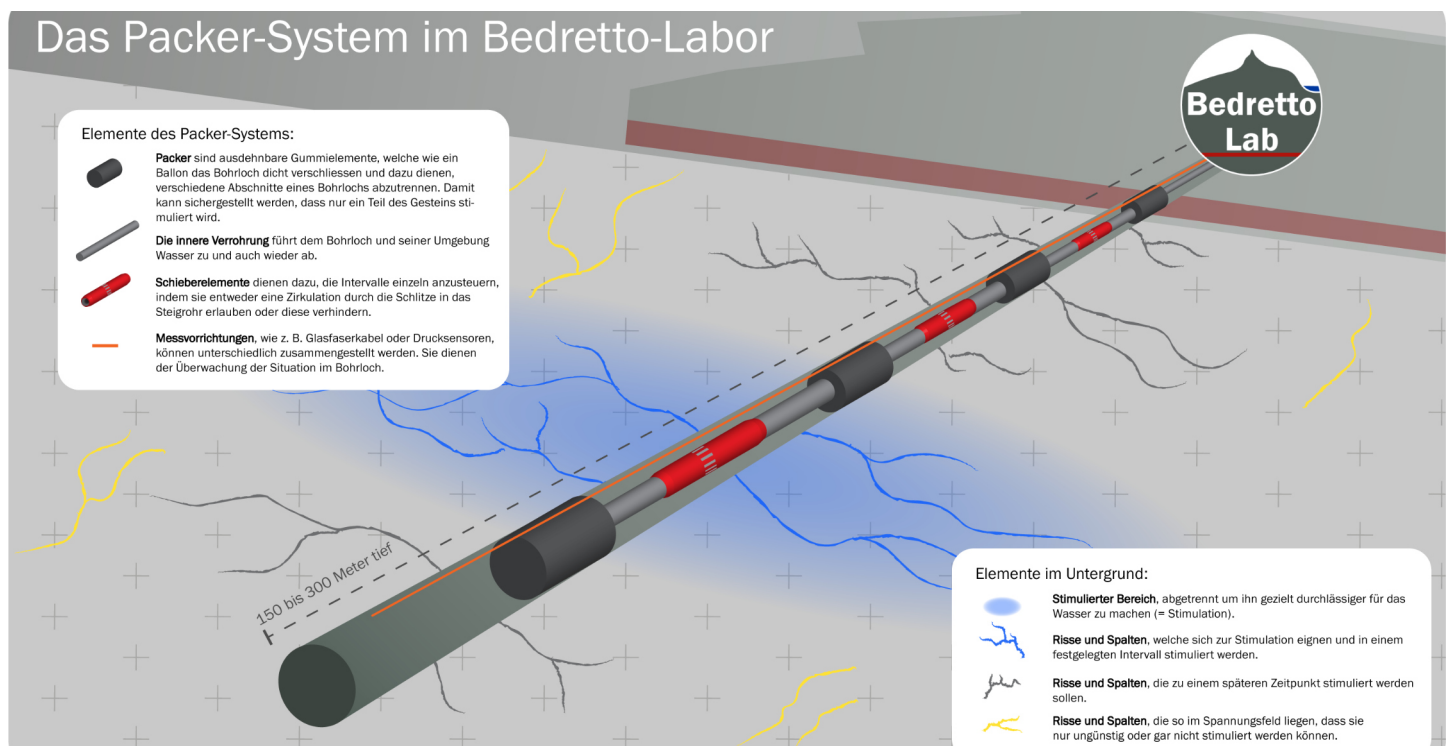 Das Packer-System im Bedretto-Labor
Bedretto
Lab
Elemente des Packer-Systems:
Packer sind ausdehnbare Gummielemente, welche wie ein
Ballon das Bohrloch dicht verschliessen und dazu dienen,
verschiedene Abschnitte eines Bohrlochs abzutrennen. Damit
kann sichergestellt werden, dass nur ein Teil des Gesteins sti-
muliert wird.
Die innere Verrohrung führt dem Bohrloch und seiner Umgebung
Wasser zu und auch wieder ab.
Schieberelemente dienen dazu, die Intervalle einzeln anzusteuern,
indem sie entweder eine Zirkulation durch die Schlitze in das
Steigrohr erlauben oder diese verhindern.
Messvorrichtungen, wie z. B. Glasfaserkabel oder Drucksensoren,
können unterschiedlich zusammengestellt werden. Sie dienen
der Überwachung der Situation im Bohrloch.
150 bis 300 Meter tief
Elemente im Untergrund:
Stimulierter Bereich, abgetrennt um ihn gezielt durchlässiger für das
Wasser zu machen (= Stimulation).
Risse und Spalten, welche sich zur Stimulation eignen und in einem
festgelegten Intervall stimuliert werden.
Risse und Spalten, die zu einem späteren Zeitpunkt stimuliert werden
sollen.
Risse und Spalten, die so im Spannungsfeld liegen, dass sie
nur ungünstig oder gar nicht stimuliert werden können.